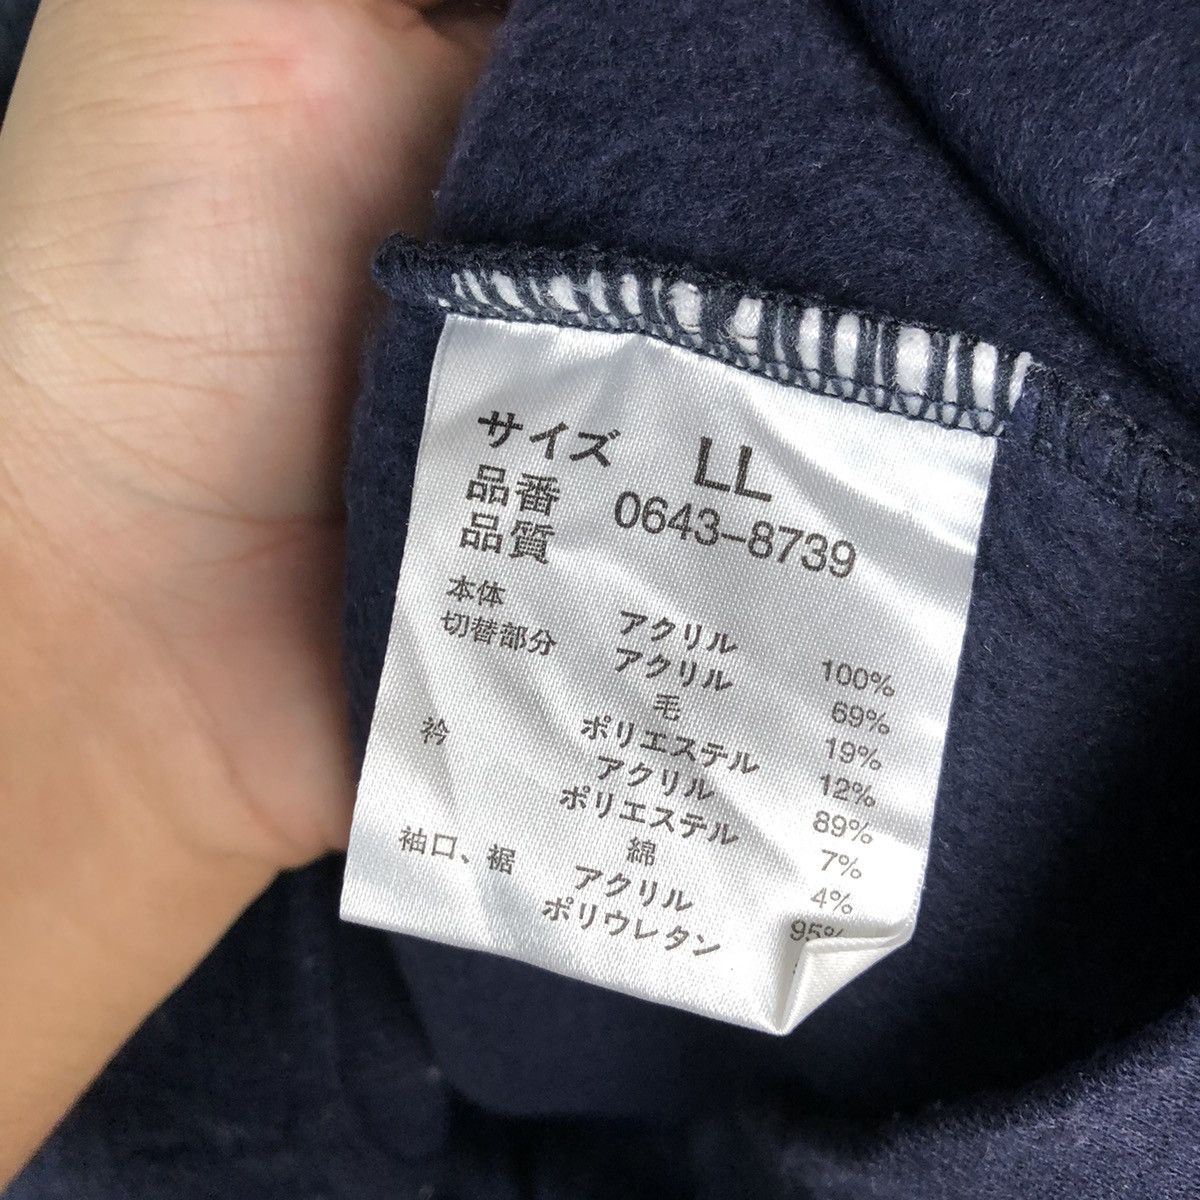 サイズ LL
品番 0643-8739
品質
本体 アクリル 100%
切替部分 アクリル 69%
毛 19%
ポリエステル 12%
衿 アクリル 89%
ポリエステル 7%
綿 4%
袖口、裾 アクリル 95%
ポリウレタン